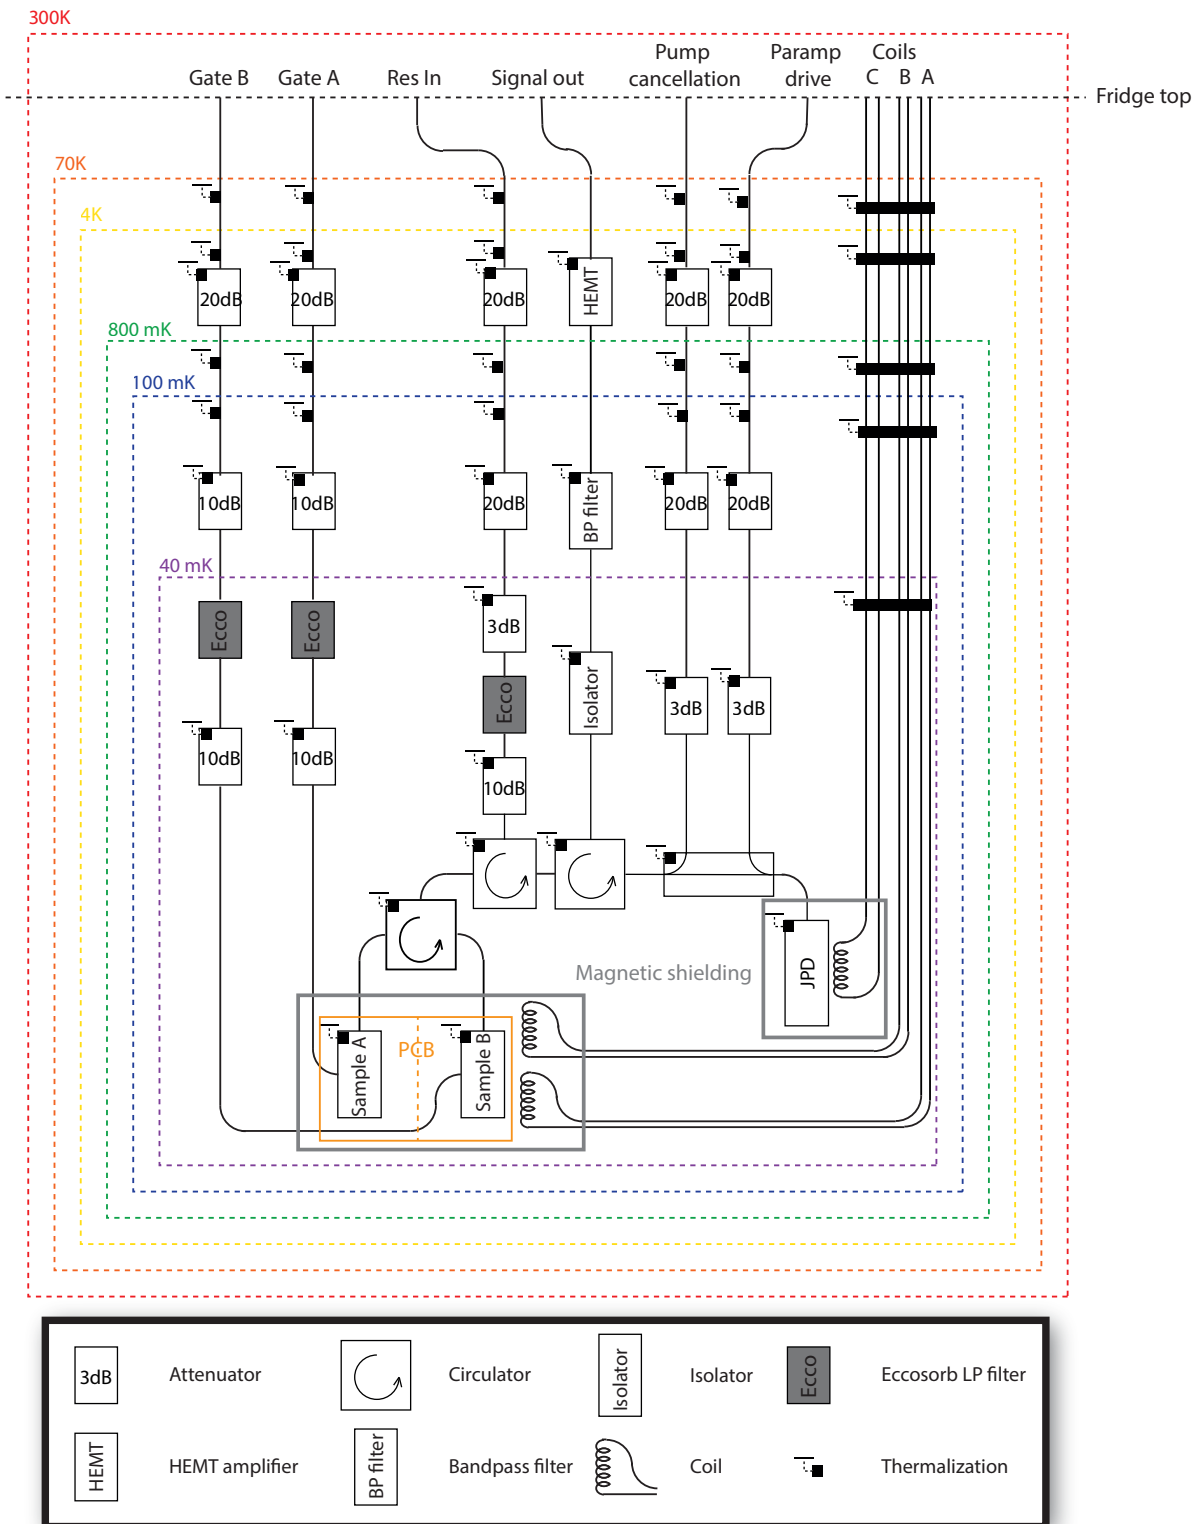 300K
Gate B
Gate A
Res In
Signal out
Pump
cancellation
Paramp
drive
Coils
C B A
Fridge top
70K
4K
20dB
20dB
20dB
HEMT
20dB
20dB
800 mK
100 mK
10dB
10dB
20dB
BP filter
20dB
20dB
40 mK
Ecco
Ecco
3dB
Ecco
Isolator
3dB
3dB
10dB
10dB
10dB
Magnetic shielding
JPD
Sample A
PCB
Sample B
3dB
Attenuator
Circulator
Isolator
Isolator
Ecco
Eccosorb LP filter
HEMT
HEMT amplifier
BP filter
Bandpass filter
Coil
Thermalization